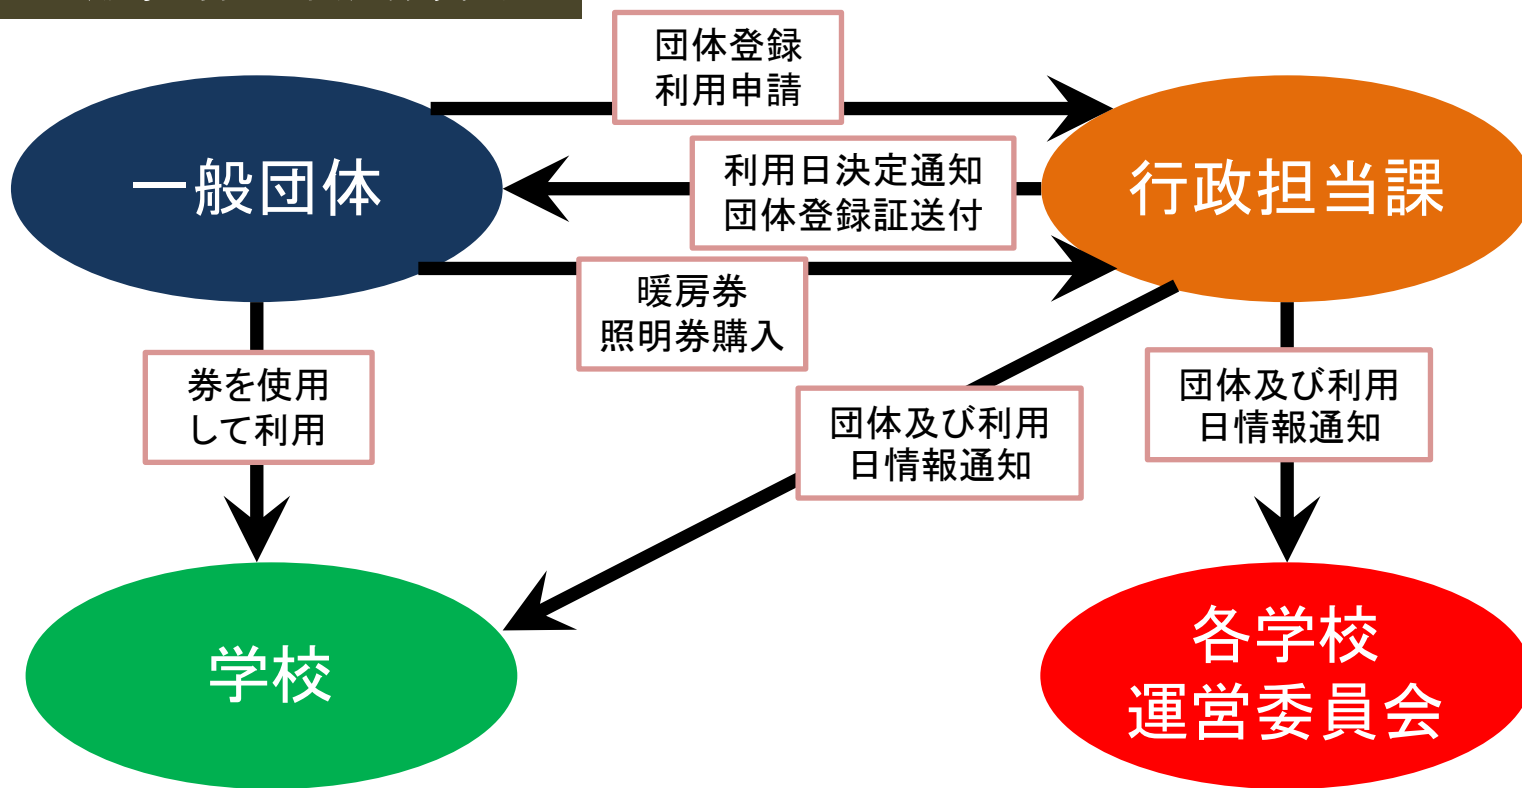 団体登録
利用申請
一般団体
利用日決定通知
団体登録証送付
行政担当課
暖房券
照明券購入
券を使用
して利用
団体及び利用
日情報通知
団体及び利用
日情報通知
学校
各学校
運営委員会